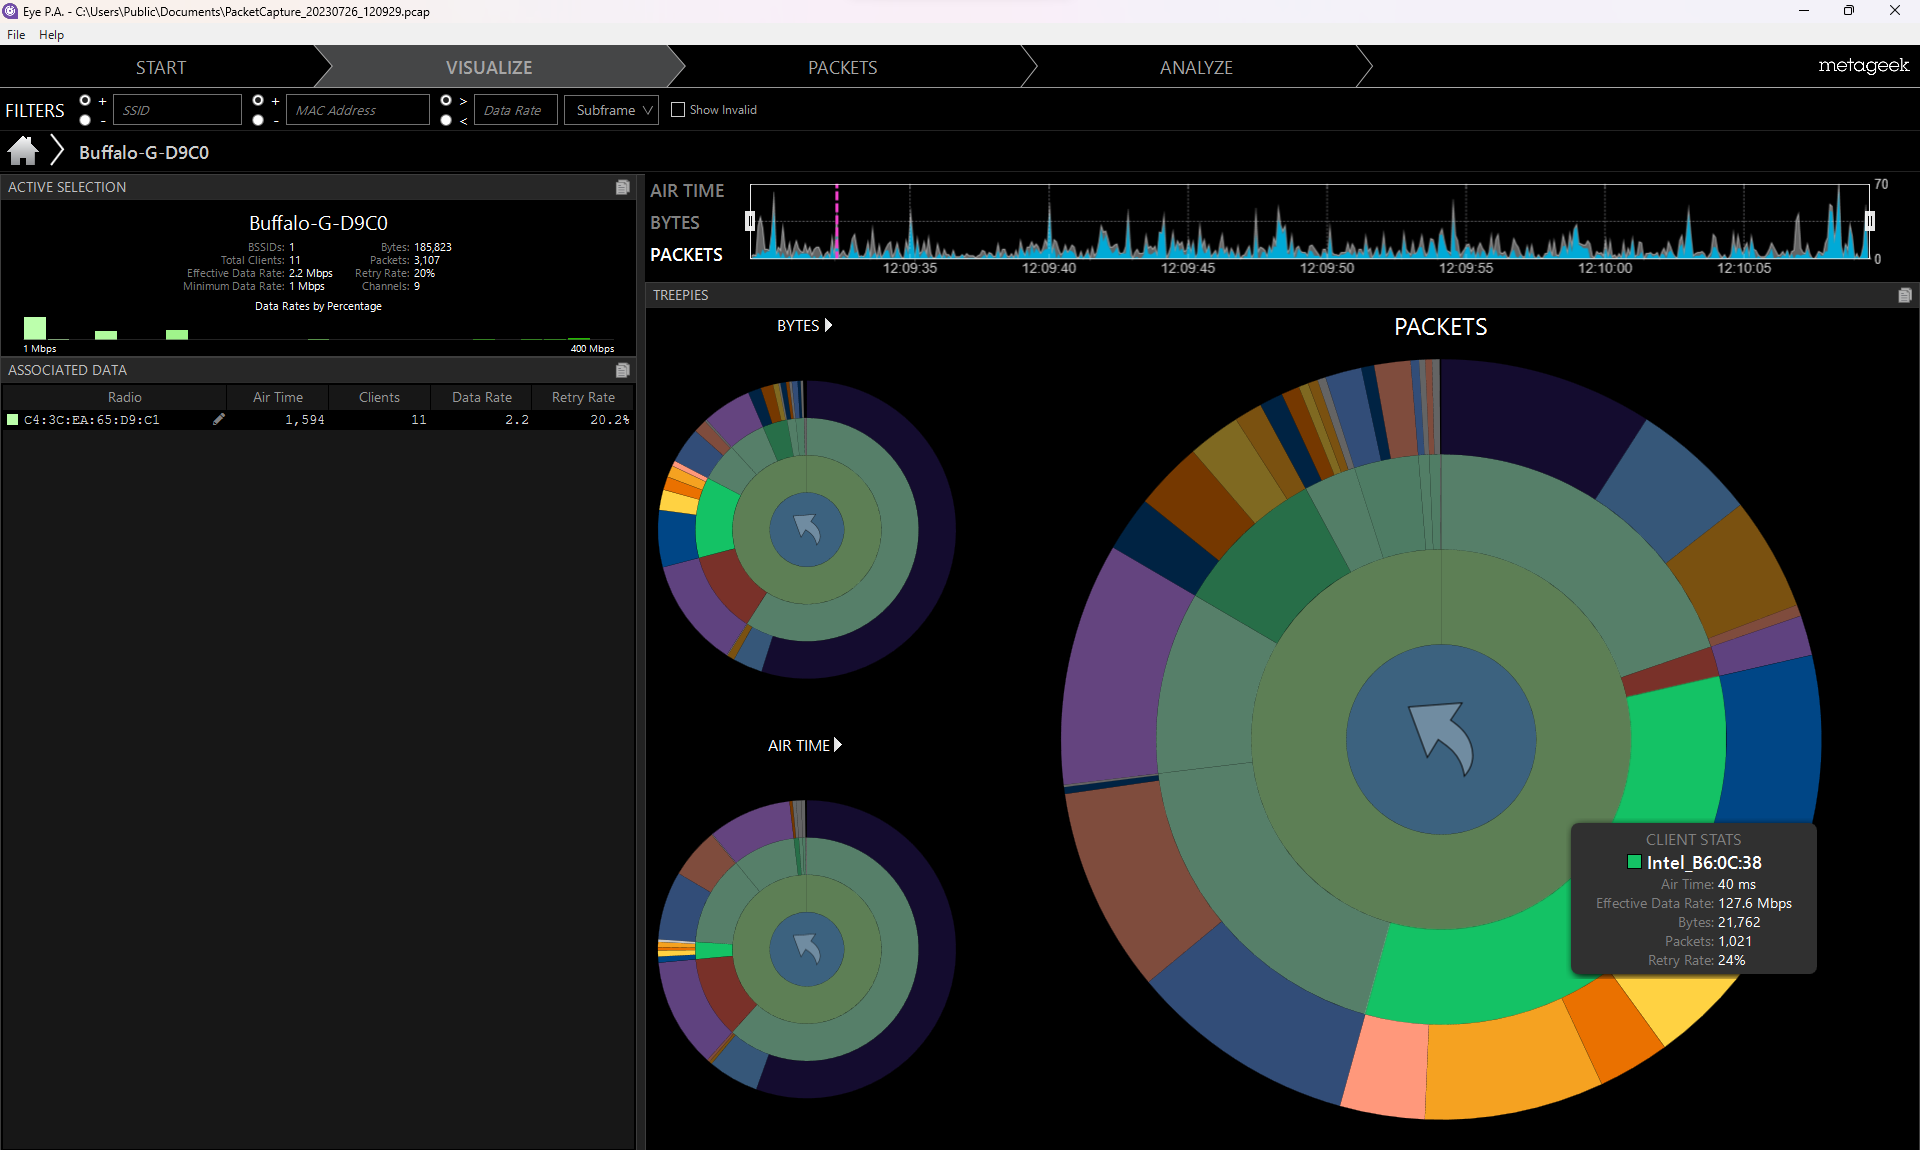 Eye P.A. - C:\Users\Public\Documents\PacketCapture_20230726_120929.pcap
File Help
START VISUALIZE PACKETS ANALYZE metageek
FILTERS + - SSID + - MAC Address > < Data Rate Subframe Show Invalid
Buffalo-G-D9C0
ACTIVE SELECTION
Buffalo-G-D9C0
BSSIDs: 1 Bytes: 185,823
Total Clients: 11 Packets: 3,107
Effective Data Rate: 2.2 Mbps Retry Rate: 20%
Minimum Data Rate: 1 Mbps Channels: 9
Data Rates by Percentage
1 Mbps 400 Mbps
ASSOCIATED DATA
Radio Air Time Clients Data Rate Retry Rate
C4:3C:EA:65:D9:C1 1,594 11 2.2 20.2%
AIR TIME
BYTES
PACKETS
70
0
12:09:35 12:09:40 12:09:45 12:09:50 12:09:55 12:10:00 12:10:05
TREEPIES
BYTES
PACKETS
AIR TIME
CLIENT STATS
Intel_B6:0C:38
Air Time: 40 ms
Effective Data Rate: 127.6 Mbps
Bytes: 21,762
Packets: 1,021
Retry Rate: 24%